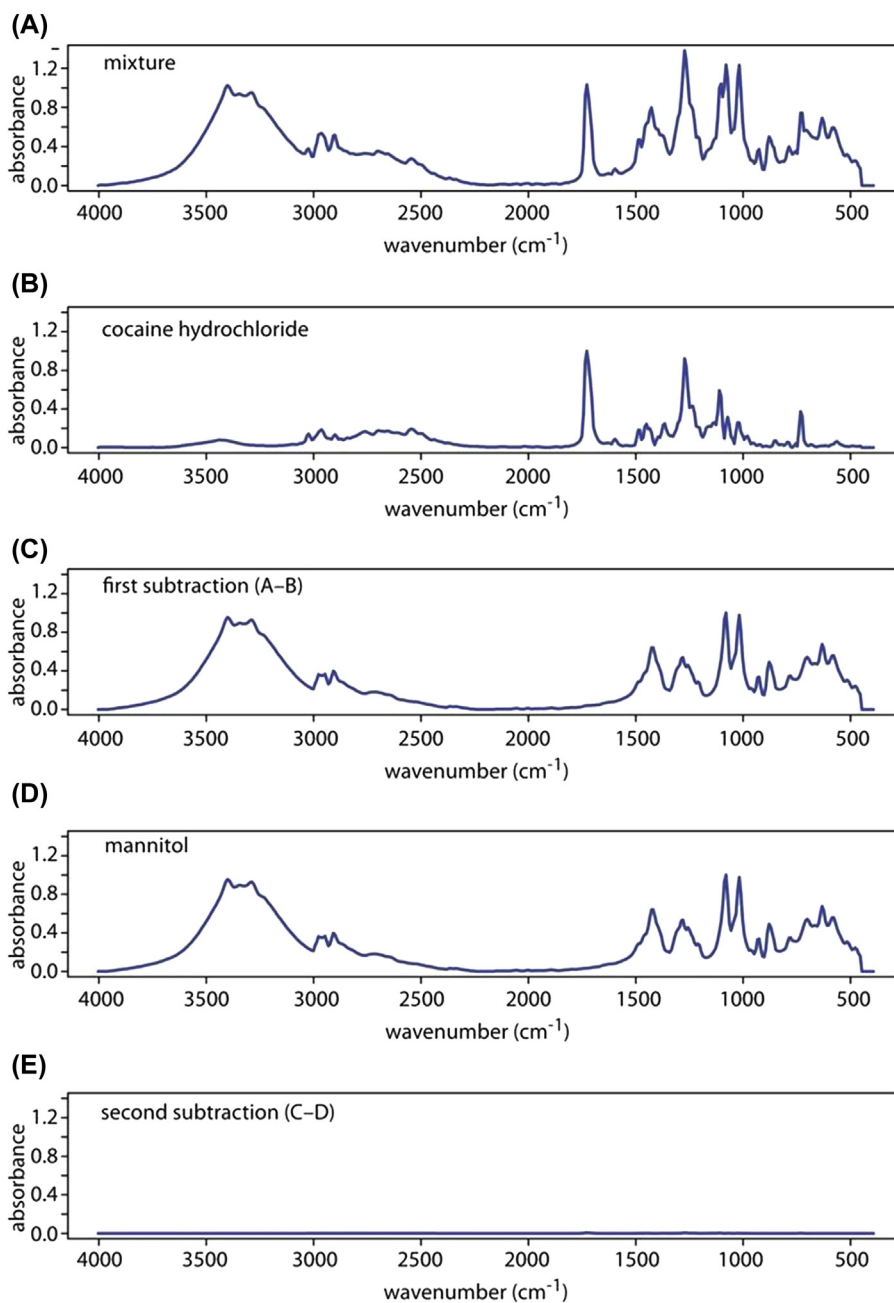 (A)
mixture
absorbance
1.2
0.8
0.4
0.0
4000 3500 3000 2500 2000 1500 1000 500
wavenumber (cm-1)
(B)
cocaine hydrochloride
absorbance
1.2
0.8
0.4
0.0
4000 3500 3000 2500 2000 1500 1000 500
wavenumber (cm-1)
(C)
first subtraction (A–B)
absorbance
1.2
0.8
0.4
0.0
4000 3500 3000 2500 2000 1500 1000 500
wavenumber (cm-1)
(D)
mannitol
absorbance
1.2
0.8
0.4
0.0
4000 3500 3000 2500 2000 1500 1000 500
wavenumber (cm-1)
(E)
second subtraction (C–D)
absorbance
1.2
0.8
0.4
0.0
4000 3500 3000 2500 2000 1500 1000 500
wavenumber (cm-1)